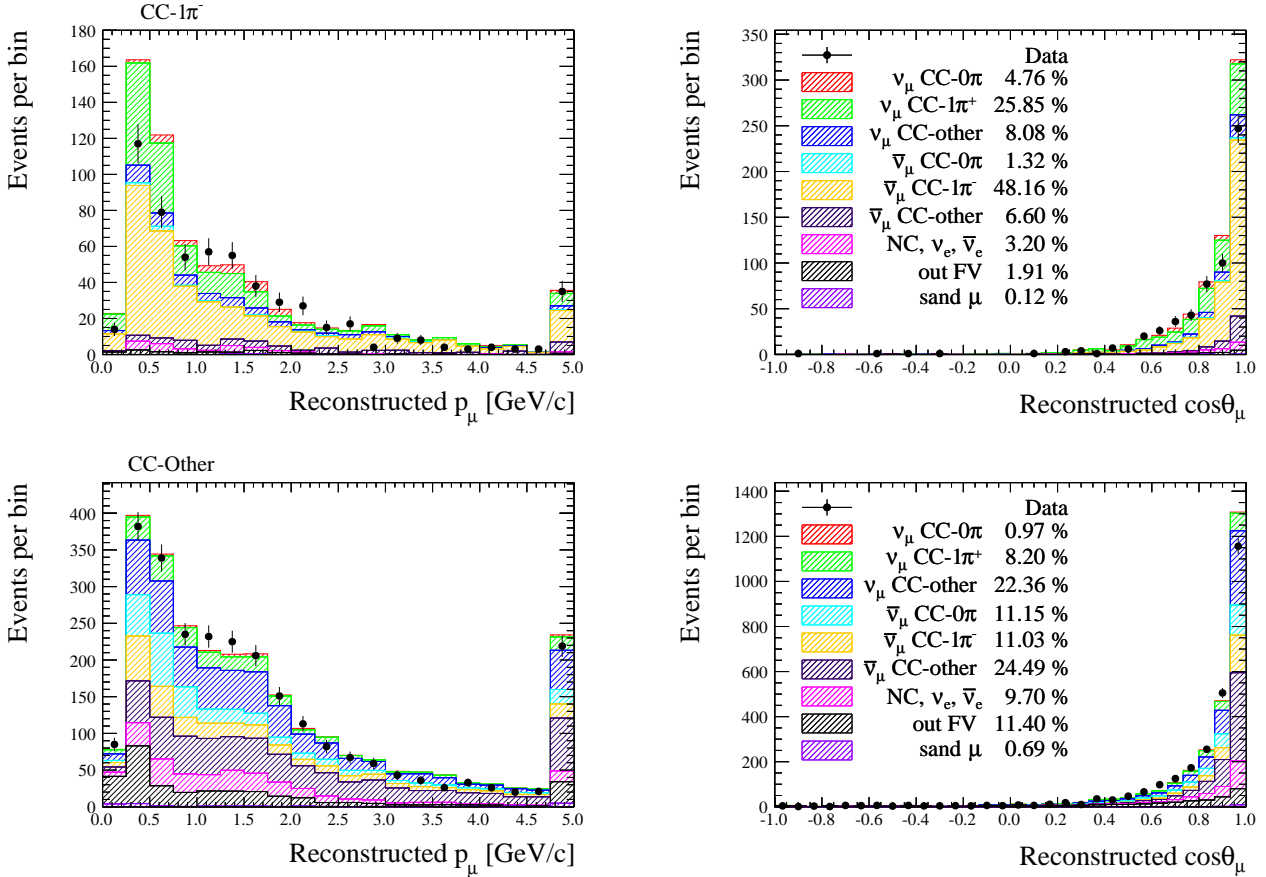 CC-1π⁻
Events per bin
180
160
140
120
100
80
60
40
20
0
0.0 0.5 1.0 1.5 2.0 2.5 3.0 3.5 4.0 4.5 5.0
Reconstructed p_μ [GeV/c]
Events per bin
350
300
250
200
150
100
50
0
Data
ν_μ CC-0π 4.76 %
ν_μ CC-1π⁺ 25.85 %
ν_μ CC-other 8.08 %
ν̅_μ CC-0π 1.32 %
ν̅_μ CC-1π⁻ 48.16 %
ν̅_μ CC-other 6.60 %
NC, ν_e, ν̅_e 3.20 %
out FV 1.91 %
sand μ 0.12 %
-1.0 -0.8 -0.6 -0.4 -0.2 0.0 0.2 0.4 0.6 0.8 1.0
Reconstructed cosθ_μ
CC-Other
Events per bin
400
350
300
250
200
150
100
50
0
0.0 0.5 1.0 1.5 2.0 2.5 3.0 3.5 4.0 4.5 5.0
Reconstructed p_μ [GeV/c]
Events per bin
1400
1200
1000
800
600
400
200
0
Data
ν_μ CC-0π 0.97 %
ν_μ CC-1π⁺ 8.20 %
ν_μ CC-other 22.36 %
ν̅_μ CC-0π 11.15 %
ν̅_μ CC-1π⁻ 11.03 %
ν̅_μ CC-other 24.49 %
NC, ν_e, ν̅_e 9.70 %
out FV 11.40 %
sand μ 0.69 %
-1.0 -0.8 -0.6 -0.4 -0.2 0.0 0.2 0.4 0.6 0.8 1.0
Reconstructed cosθ_μ